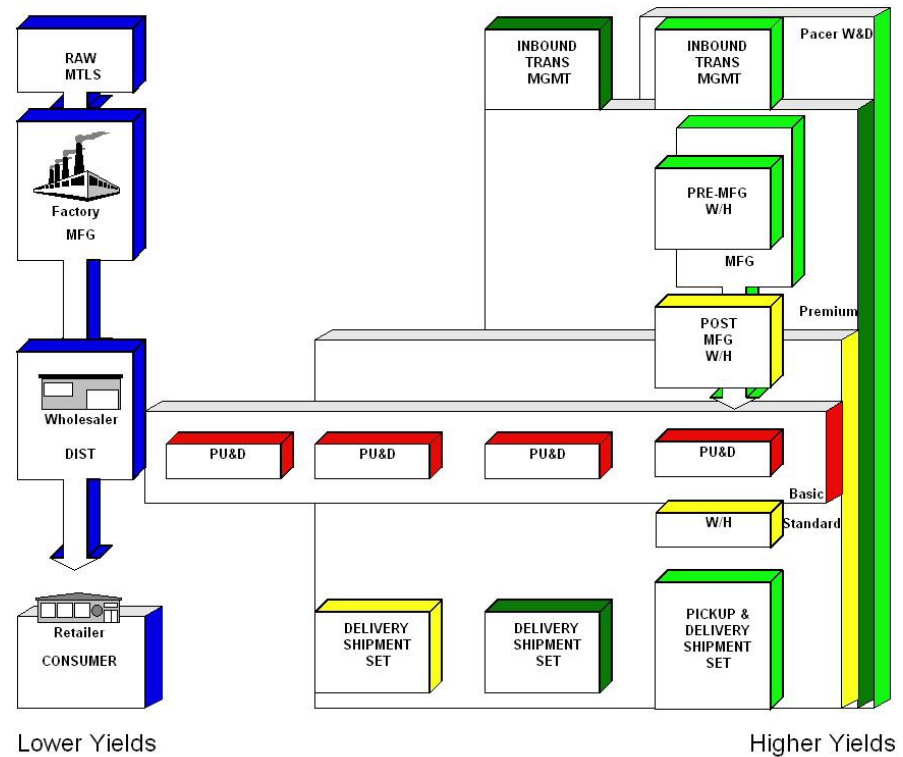 RAW
MTLS
Factory
MFG
Wholesaler
DIST
Retailer
CONSUMER
INBOUND
TRANS
MGMT
INBOUND
TRANS
MGMT
Pacer W&D
PRE-MFG
W/H
MFG
Premium
POST
MFG
W/H
PU&D
PU&D
PU&D
PU&D
Basic
W/H
Standard
DELIVERY
SHIPMENT
SET
DELIVERY
SHIPMENT
SET
PICKUP &
DELIVERY
SHIPMENT
SET
Lower Yields
Higher Yields